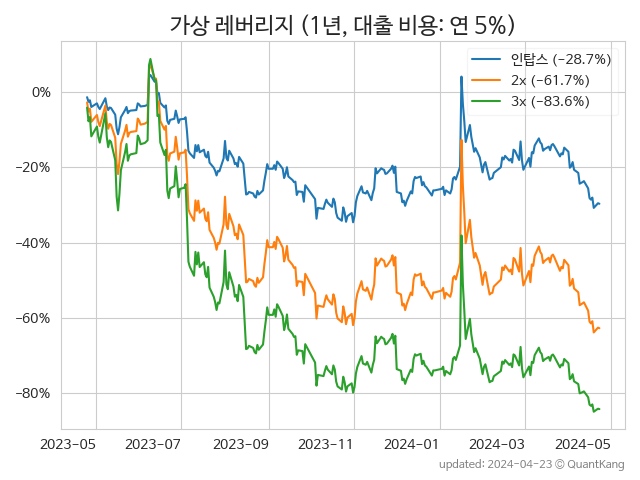 가상 레버리지 (1년, 대출 비용: 연 5%)
인탑스 (−28.7%)
2x (−61.7%)
3x (−83.6%)
0%
−20%
−40%
−60%
−80%
2023−05 2023−07 2023−09 2023−11 2024−01 2024−03 2024−05
updated: 2024−04−23 © QuantKang